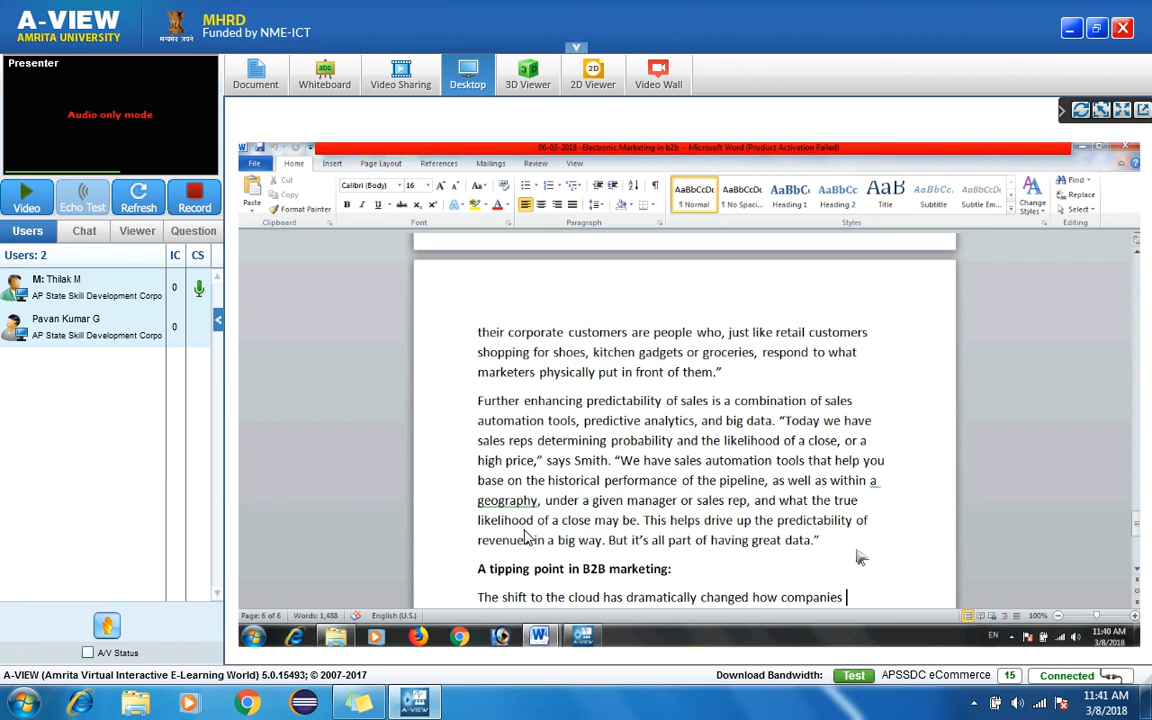 A-VIEW
AMRITA UNIVERSITY
MHRD
Funded by NME-ICT
Presenter
Audio only mode
Document
Whiteboard
Video Sharing
Desktop
3D Viewer
2D Viewer
Video Wall
Video
Echo Test
Refresh
Record
Users
Chat
Viewer
Question
Users: 2
IC
CS
M: Thilak M
AP State Skill Development Corpo
0
Pavan Kumar G
AP State Skill Development Corpo
0
A/V Status
06-03-2018 -Electronic Marketing in b2b - Microsoft Word (Product Activation Failed)
File
Home
Insert
Page Layout
References
Mailings
Review
View
Paste
Cut
Copy
Format Painter
Clipboard
Calibri (Body)
16
Font
Paragraph
AaBbCcDc
¶ Normal
AaBbCcDc
¶ No Spaci...
AaBbC
Heading 1
AaBbCc
Heading 2
AaB
Title
AaBbCc.
Subtitle
AaBbCcDc
Subtle Em...
Change
Styles
Styles
Find
Replace
Select
Editing
their corporate customers are people who, just like retail customers
shopping for shoes, kitchen gadgets or groceries, respond to what
marketers physically put in front of them.”
Further enhancing predictability of sales is a combination of sales
automation tools, predictive analytics, and big data. “Today we have
sales reps determining probability and the likelihood of a close, or a
high price,” says Smith. “We have sales automation tools that help you
base on the historical performance of the pipeline, as well as within a
geography, under a given manager or sales rep, and what the true
likelihood of a close may be. This helps drive up the predictability of
revenue in a big way. But it’s all part of having great data.”
A tipping point in B2B marketing:
The shift to the cloud has dramatically changed how companies
Page: 6 of 6
Words: 1,488
English (U.S.)
100%
EN
11:40 AM
3/8/2018
A-VIEW (Amrita Virtual Interactive E-Learning World) 5.0.15493; © 2007-2017
Download Bandwidth:
Test
APSSDC eCommerce
15
Connected
11:41 AM
3/8/2018